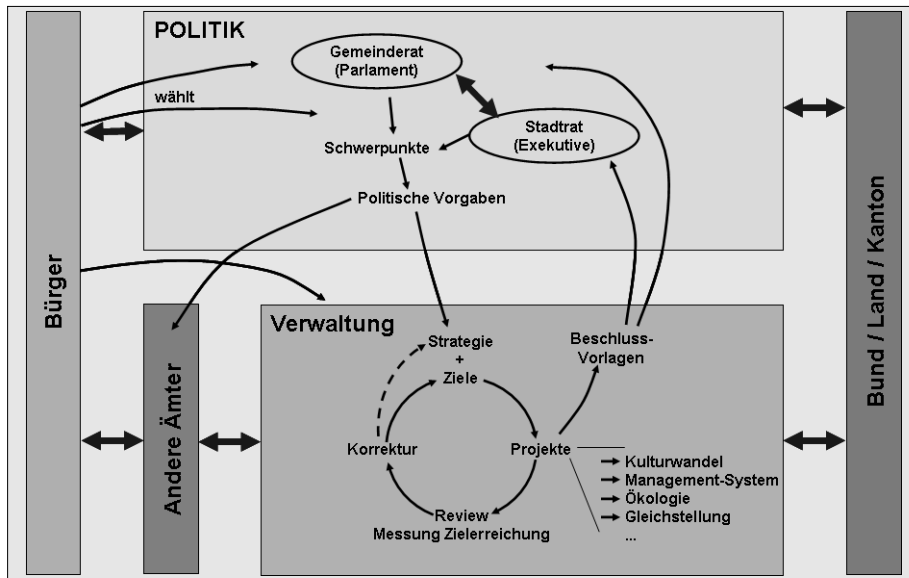 POLITIK
Gemeinderat
(Parlament)
wählt
Stadtrat
(Exekutive)
Schwerpunkte
Politische Vorgaben
Bürger
Bund / Land / Kanton
Andere Ämter
Verwaltung
Strategie
+
Ziele
Beschluss-
Vorlagen
Korrektur
Projekte
Kulturwandel
Management-System
Ökologie
Gleichstellung
...
Review
Messung Zielerreichung